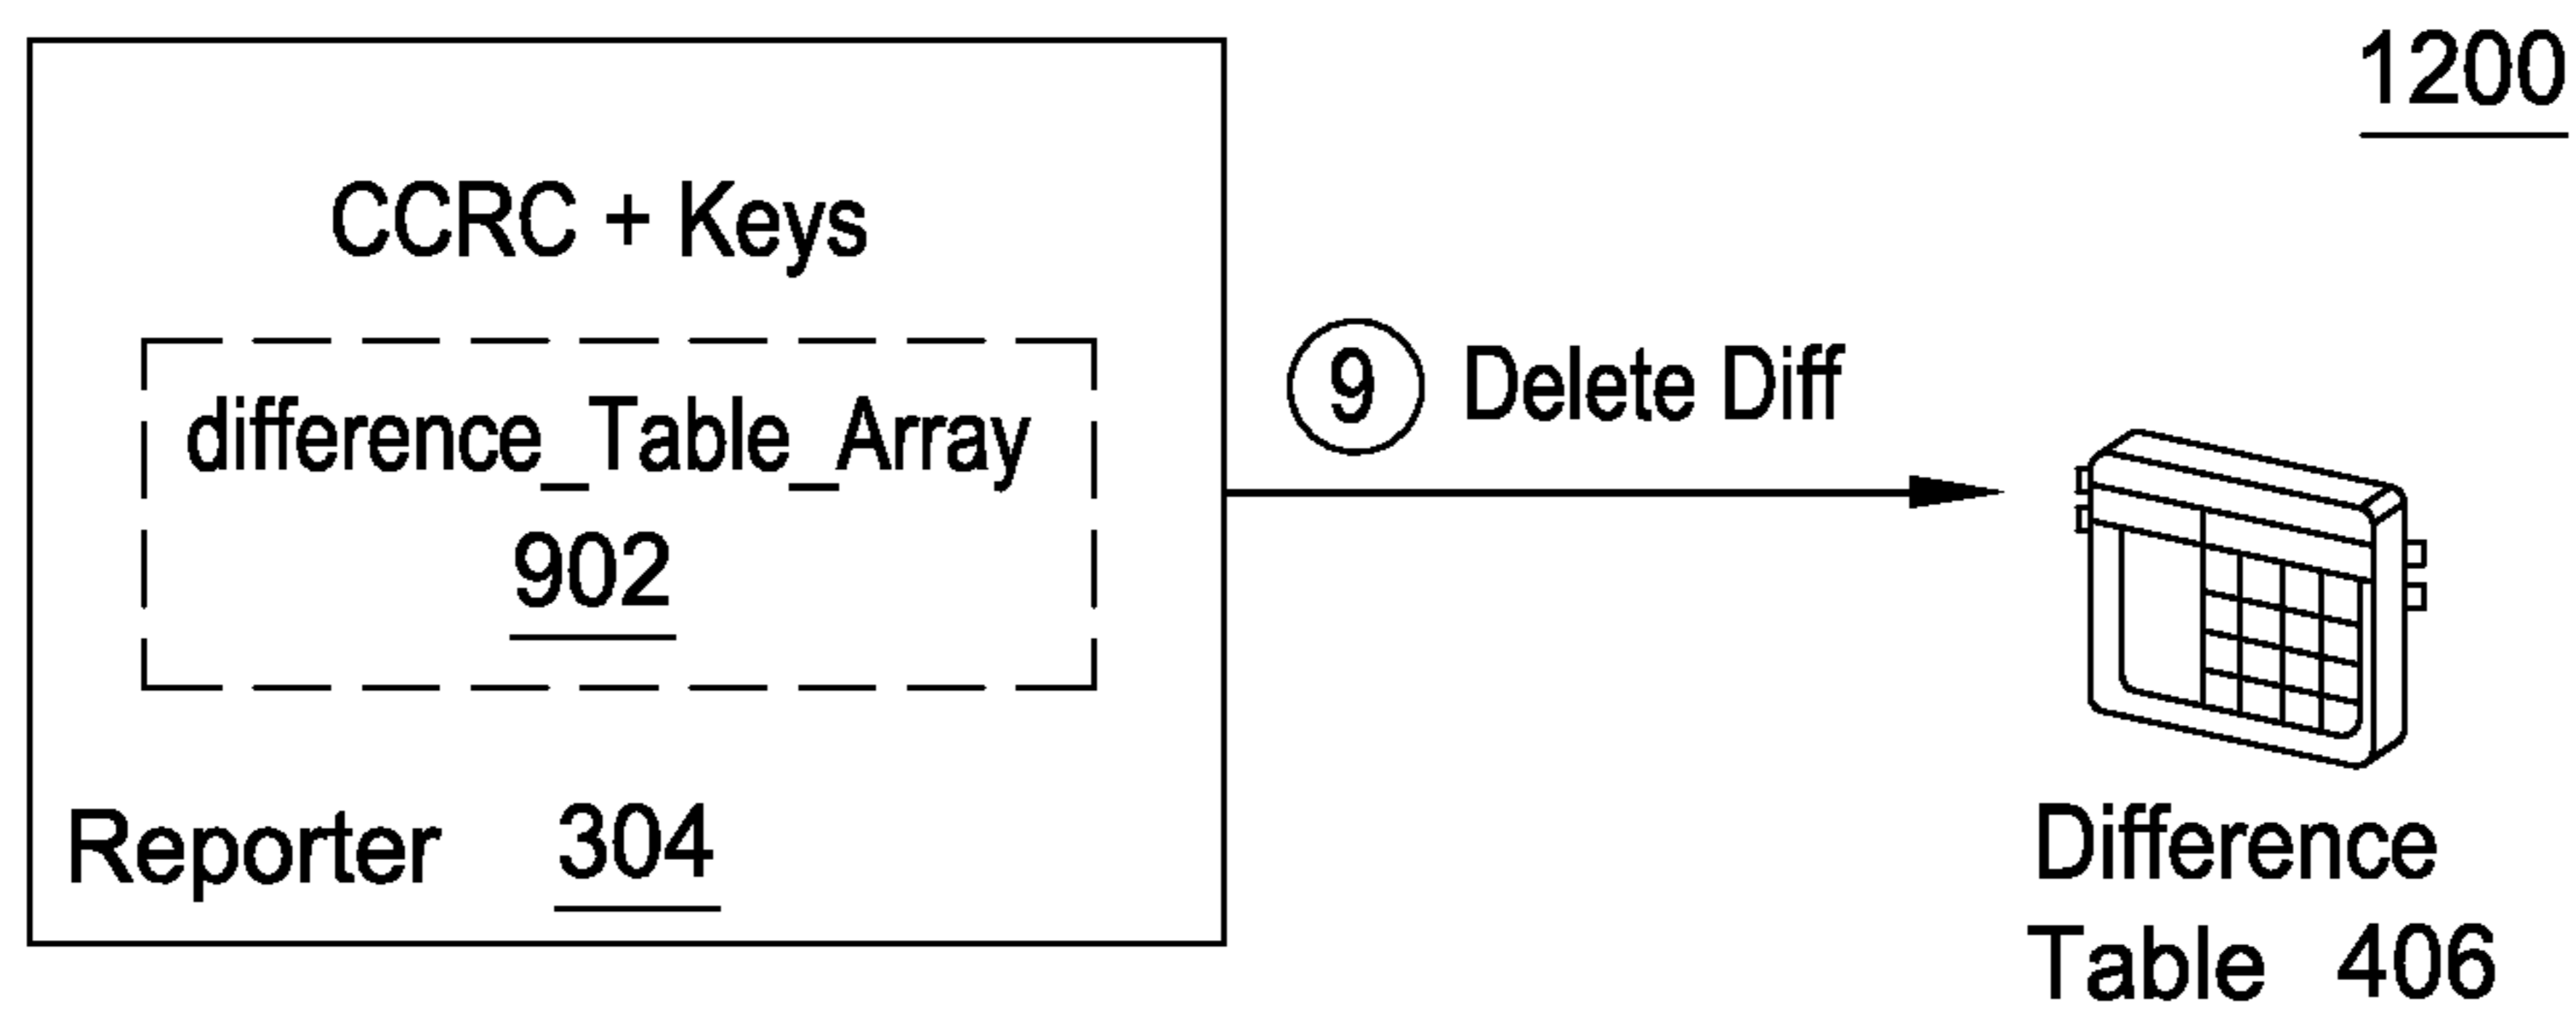 1200
CCRC + Keys
difference_Table_Array
902
Reporter 304
9 Delete Diff
Difference
Table 406